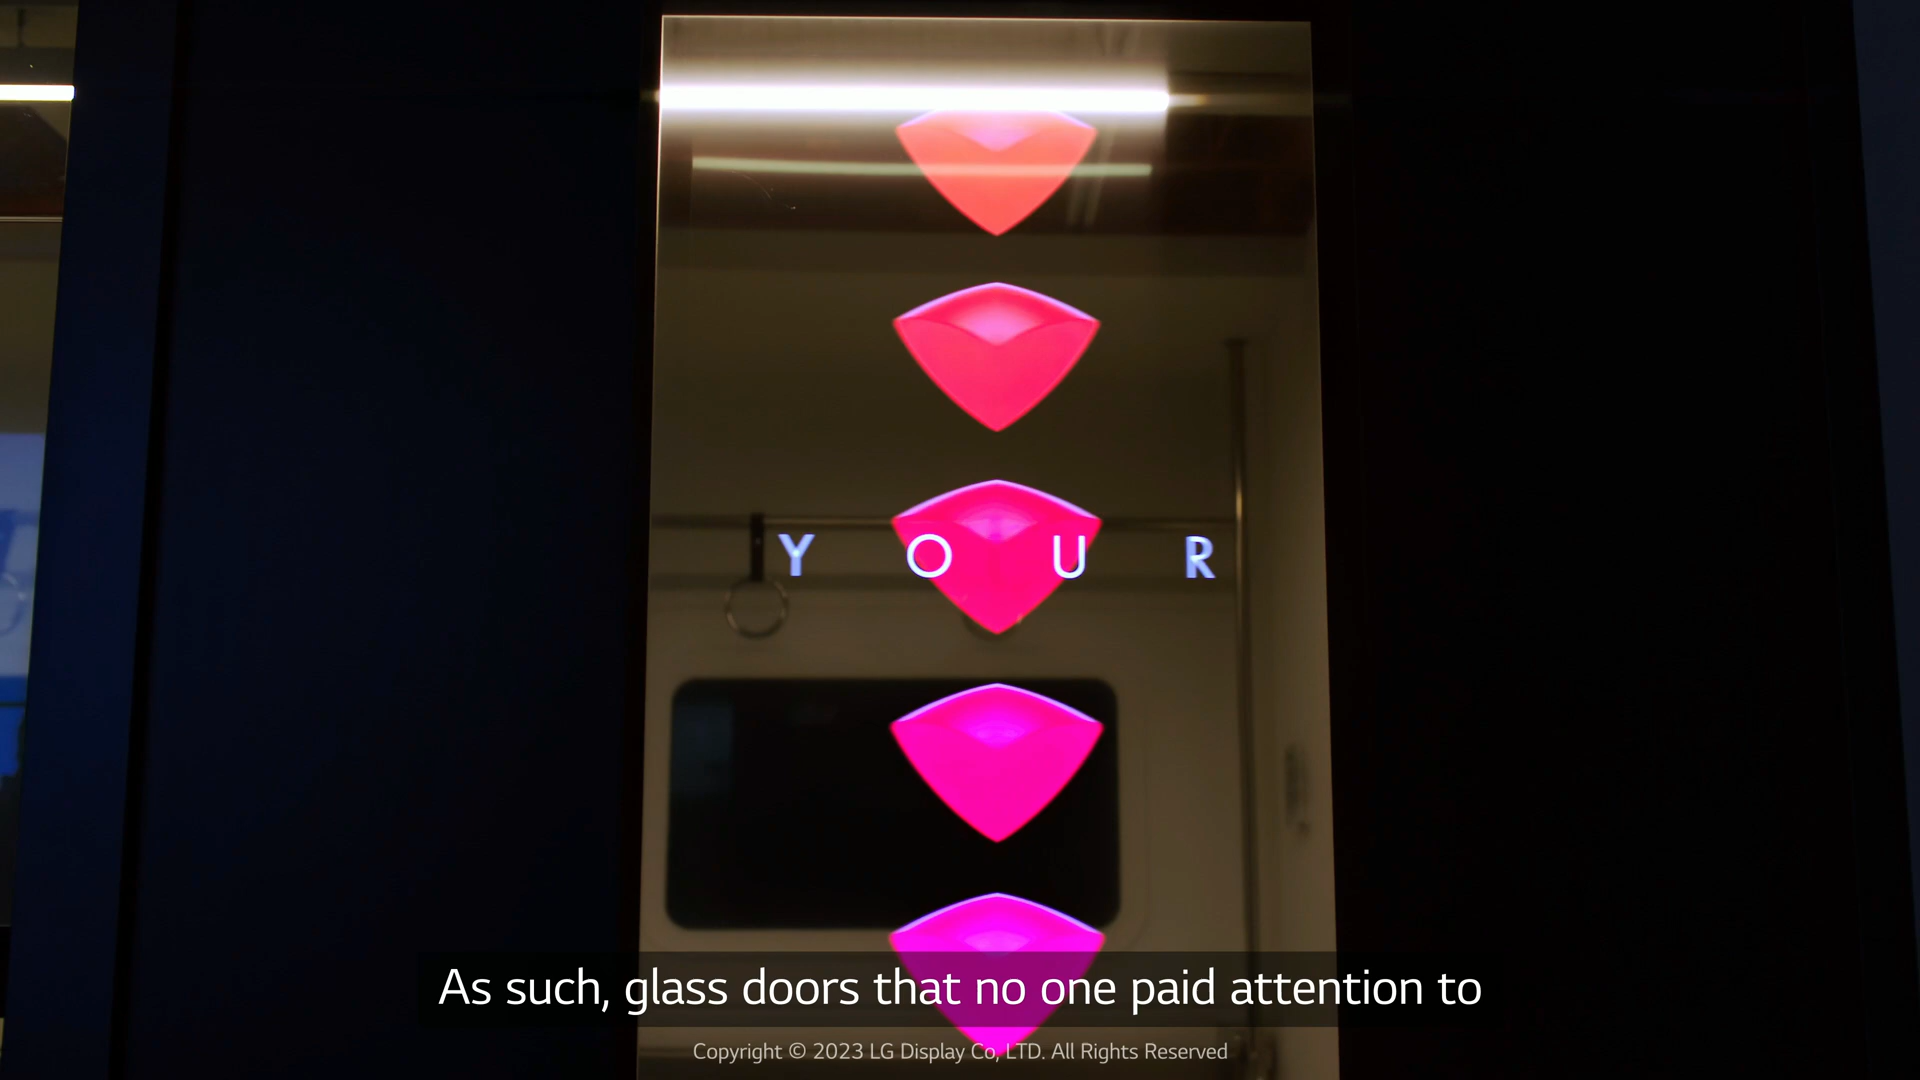 Y O U R
As such, glass doors that no one paid attention to
Copyright © 2023 LG Display Co, LTD. All Rights Reserved